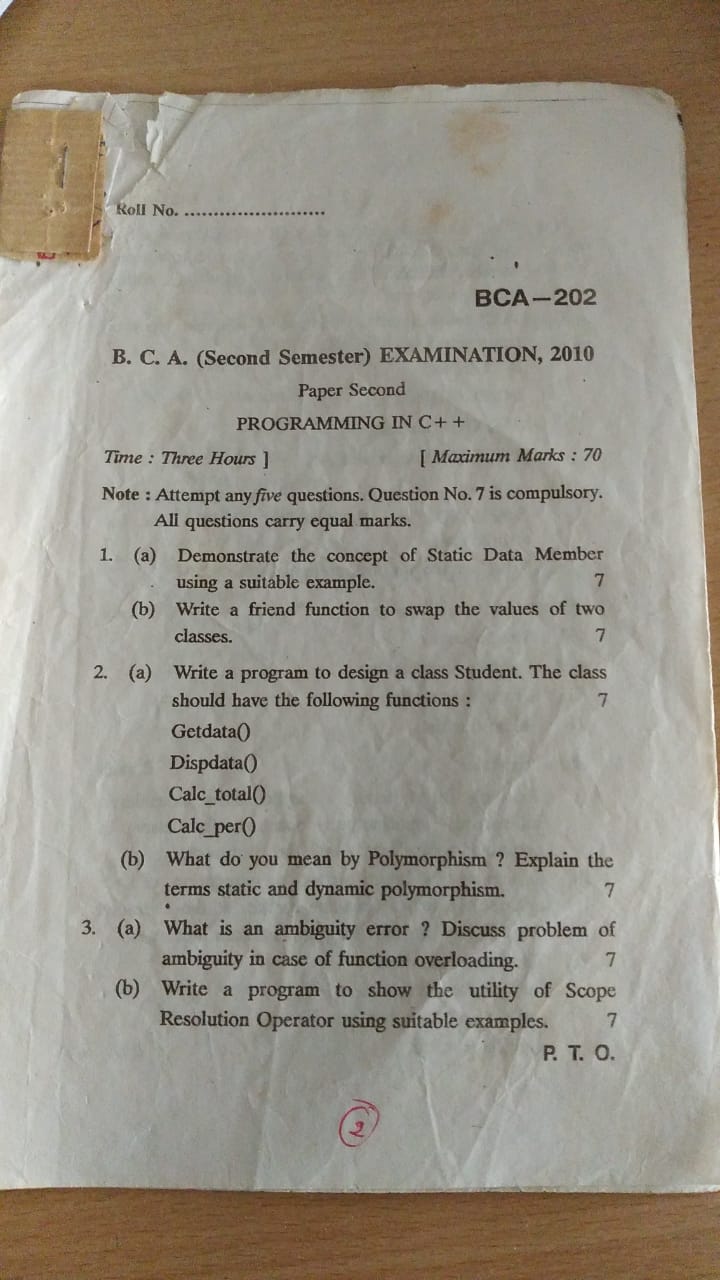 Roll No. ........................
BCA—202
B. C. A. (Second Semester) EXAMINATION, 2010
Paper Second
PROGRAMMING IN C++
Time : Three Hours ]	[ Maximum Marks : 70
Note : Attempt any five questions. Question No. 7 is compulsory.
All questions carry equal marks.
1. (a) Demonstrate the concept of Static Data Member
using a suitable example. 7
(b) Write a friend function to swap the values of two
classes. 7
2. (a) Write a program to design a class Student. The class
should have the following functions : 7
Getdata()
Dispdata()
Calc_total()
Calc_per()
(b) What do you mean by Polymorphism ? Explain the
terms static and dynamic polymorphism. 7
3. (a) What is an ambiguity error ? Discuss problem of
ambiguity in case of function overloading. 7
(b) Write a program to show the utility of Scope
Resolution Operator using suitable examples. 7
P. T. O.
2